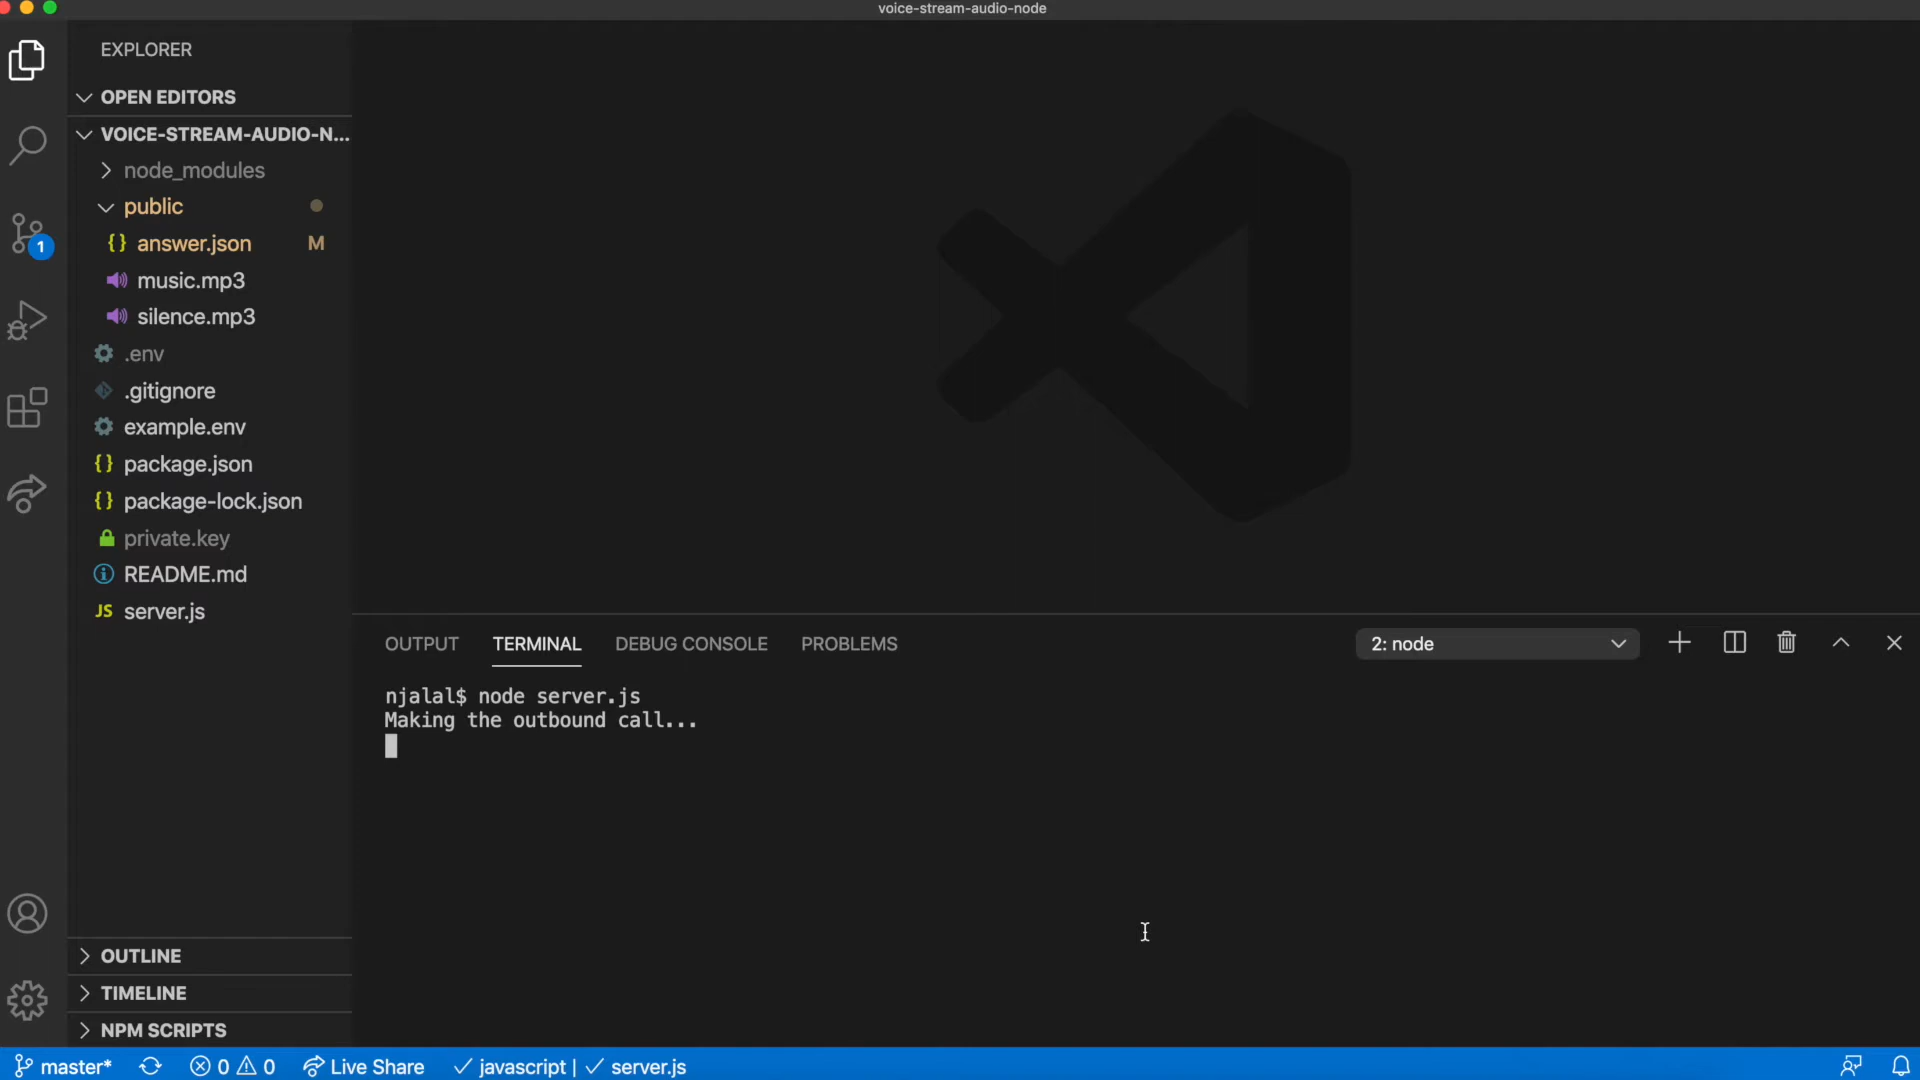 voice-stream-audio-node
EXPLORER
OPEN EDITORS
VOICE-STREAM-AUDIO-N...
node_modules
public
{} answer.json M
music.mp3
silence.mp3
.env
.gitignore
example.env
{} package.json
{} package-lock.json
private.key
README.md
JS server.js
1
OUTLINE
TIMELINE
NPM SCRIPTS
OUTPUT TERMINAL DEBUG CONSOLE PROBLEMS 2: node
njalal$ node server.js
Making the outbound call...
master* 0 0 Live Share javascript | server.js